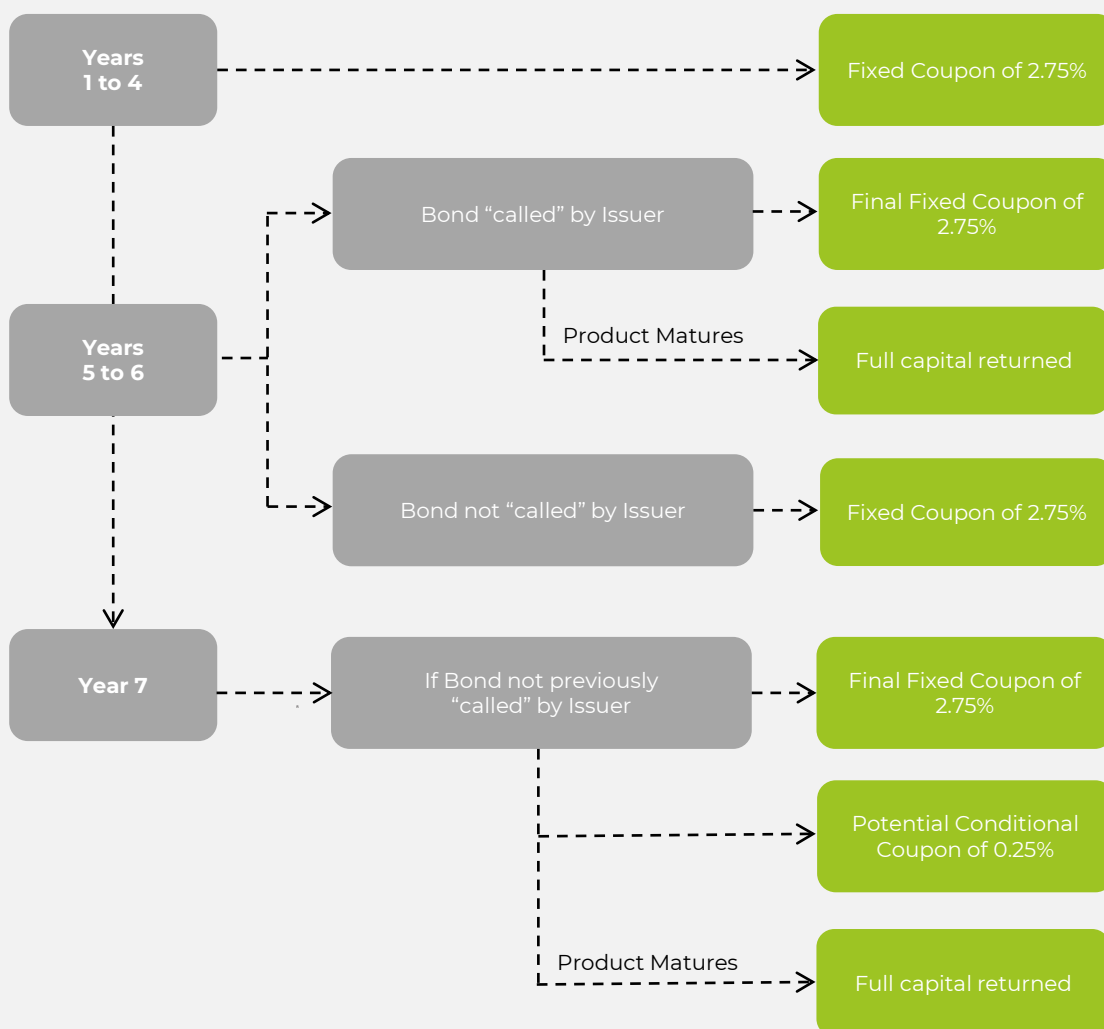 Years
1 to 4
Fixed Coupon of 2.75%
Bond “called” by Issuer
Final Fixed Coupon of
2.75%
Product Matures
Years
5 to 6
Full capital returned
Bond not “called” by Issuer
Fixed Coupon of 2.75%
Year 7
If Bond not previously
“called” by Issuer
Final Fixed Coupon of
2.75%
Potential Conditional
Coupon of 0.25%
Product Matures
Full capital returned